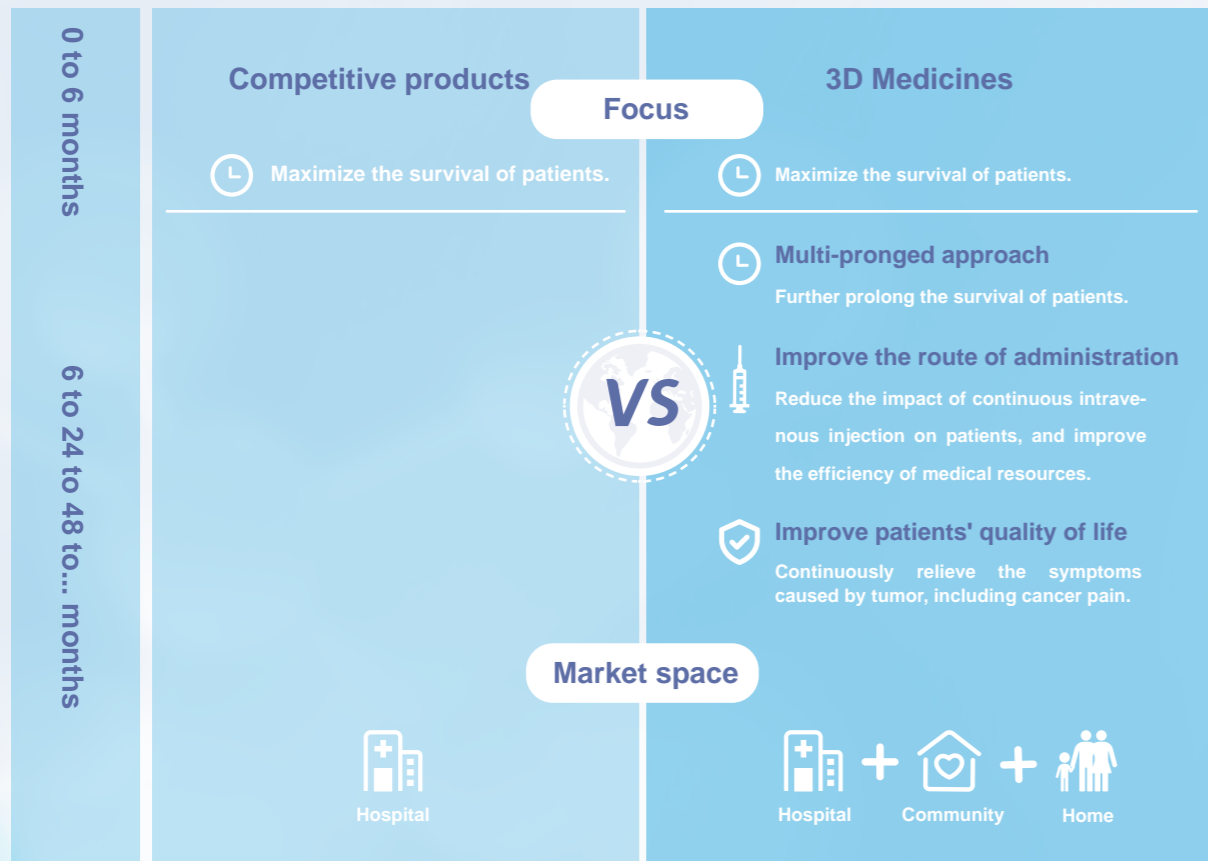 0 to 6 months
Competitive products
3D Medicines
Focus
Maximize the survival of patients.
Maximize the survival of patients.
6 to 24 to 48 to... months
Multi-pronged approach
Further prolong the survival of patients.
VS
Improve the route of administration
Reduce the impact of continuous intrave-
nous injection on patients, and improve
the efficiency of medical resources.
Improve patients' quality of life
Continuously relieve the symptoms
caused by tumor, including cancer pain.
Market space
Hospital
Hospital
Community
Home